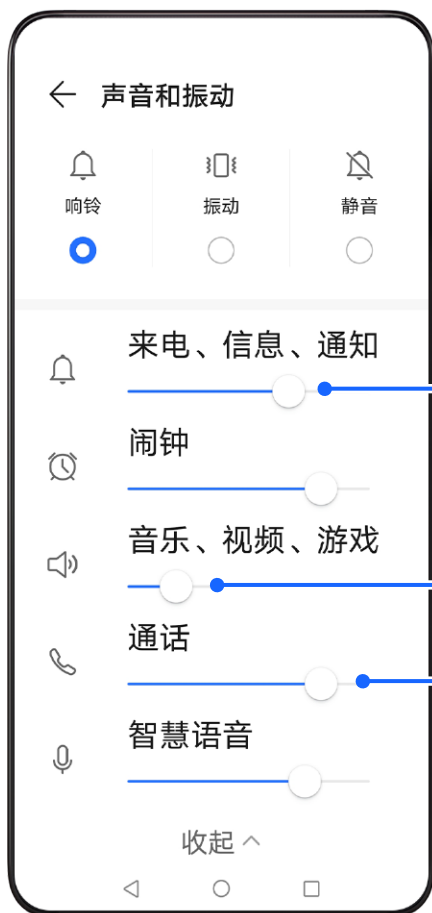 声音和振动
响铃 振动 静音
来电、信息、通知
闹钟
音乐、视频、游戏
通话
智慧语音
收起